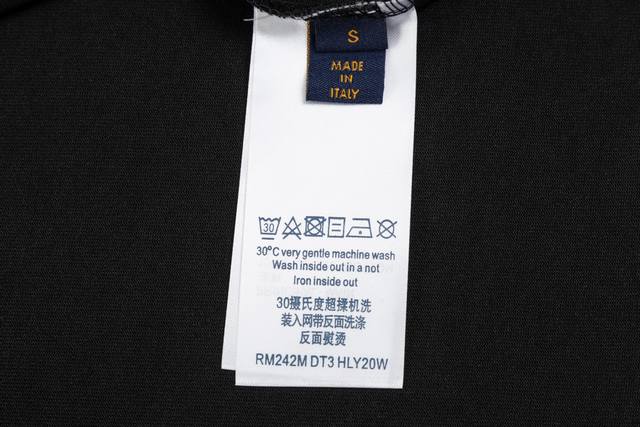 S
MADE
IN
ITALY
30
30°C very gentle machine wash
Wash inside out in a not
Iron inside out
30摄氏度超揉机洗
装入网带反面洗涤
反面熨烫
RM242M DT3 HLY20W